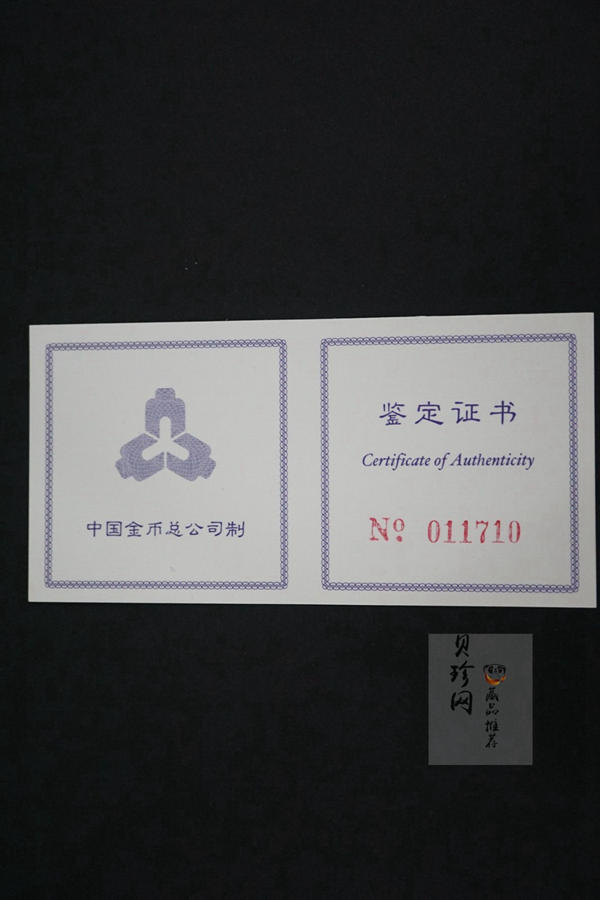 中国金币总公司制
鉴定证书
Certificate of Authenticity
No. 011710
贝珍网
藏品推荐